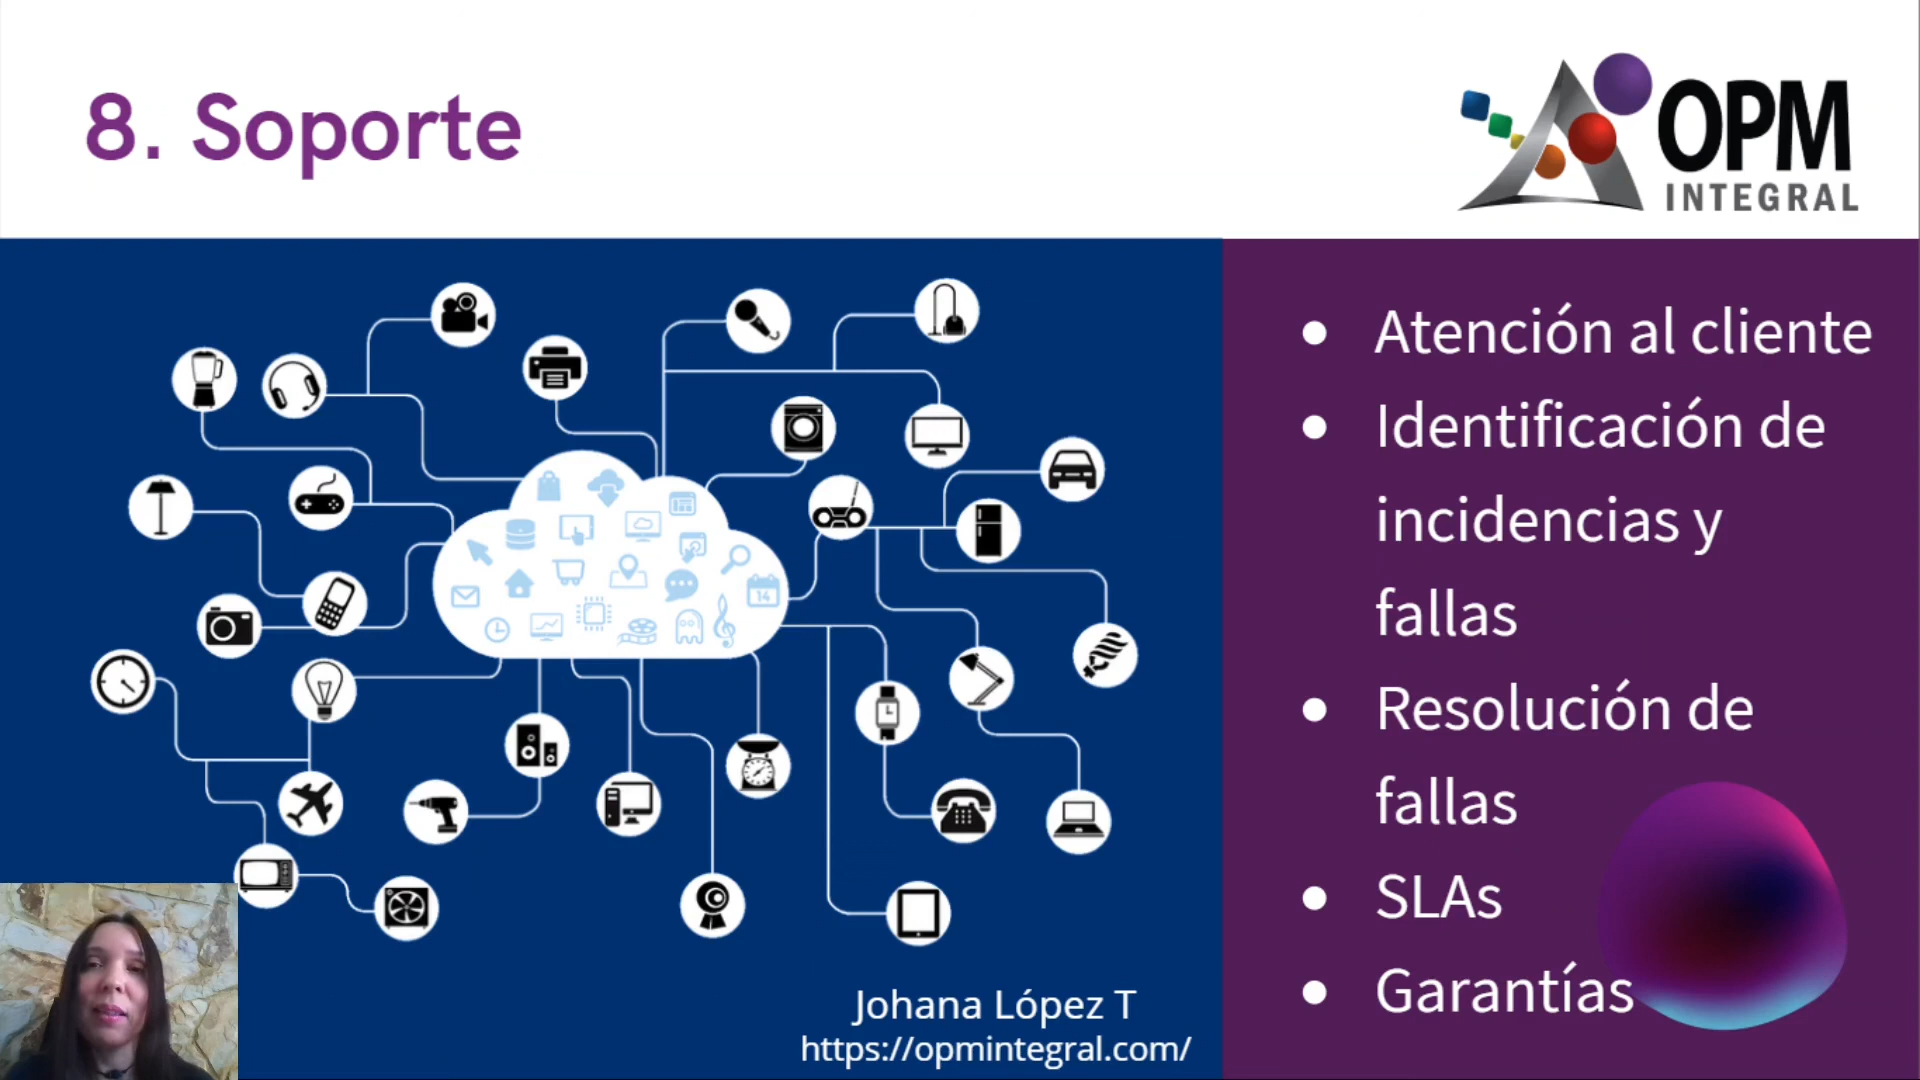 8. Soporte
OPM
INTEGRAL
14
Johana López T
https://opmintegral.com/
• Atención al cliente
• Identificación de
incidencias y
fallas
• Resolución de
fallas
• SLAs
• Garantías